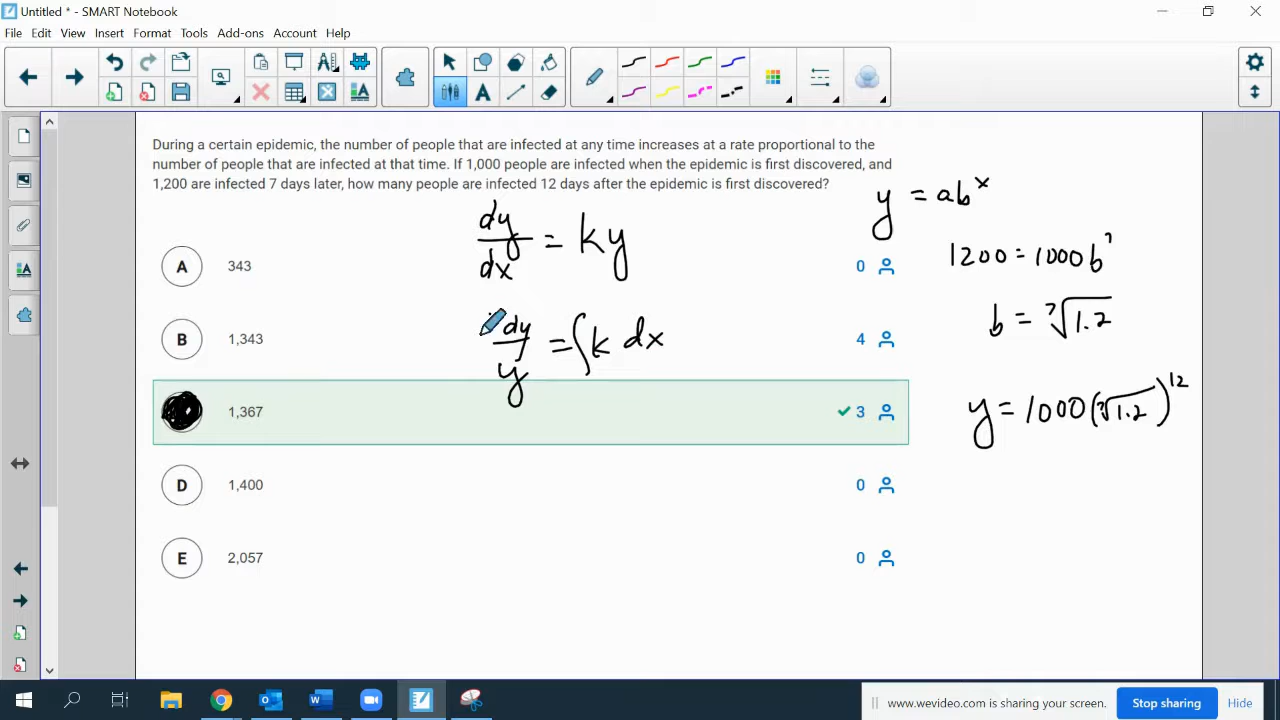 Untitled * - SMART Notebook
File Edit View Insert Format Tools Add-ons Account Help
During a certain epidemic, the number of people that are infected at any time increases at a rate proportional to the
number of people that are infected at that time. If 1,000 people are infected when the epidemic is first discovered, and
1,200 are infected 7 days later, how many people are infected 12 days after the epidemic is first discovered?
y = ab^x
dy/dx = ky
1200 = 1000b^7
A 343 0
b = ⁷√1.2
dy/y = ∫k dx
B 1,343 4
1,367 ✓ 3
y = 1000(⁷√1.2)^12
D 1,400 0
E 2,057 0
www.wevideo.com is sharing your screen. Stop sharing Hide